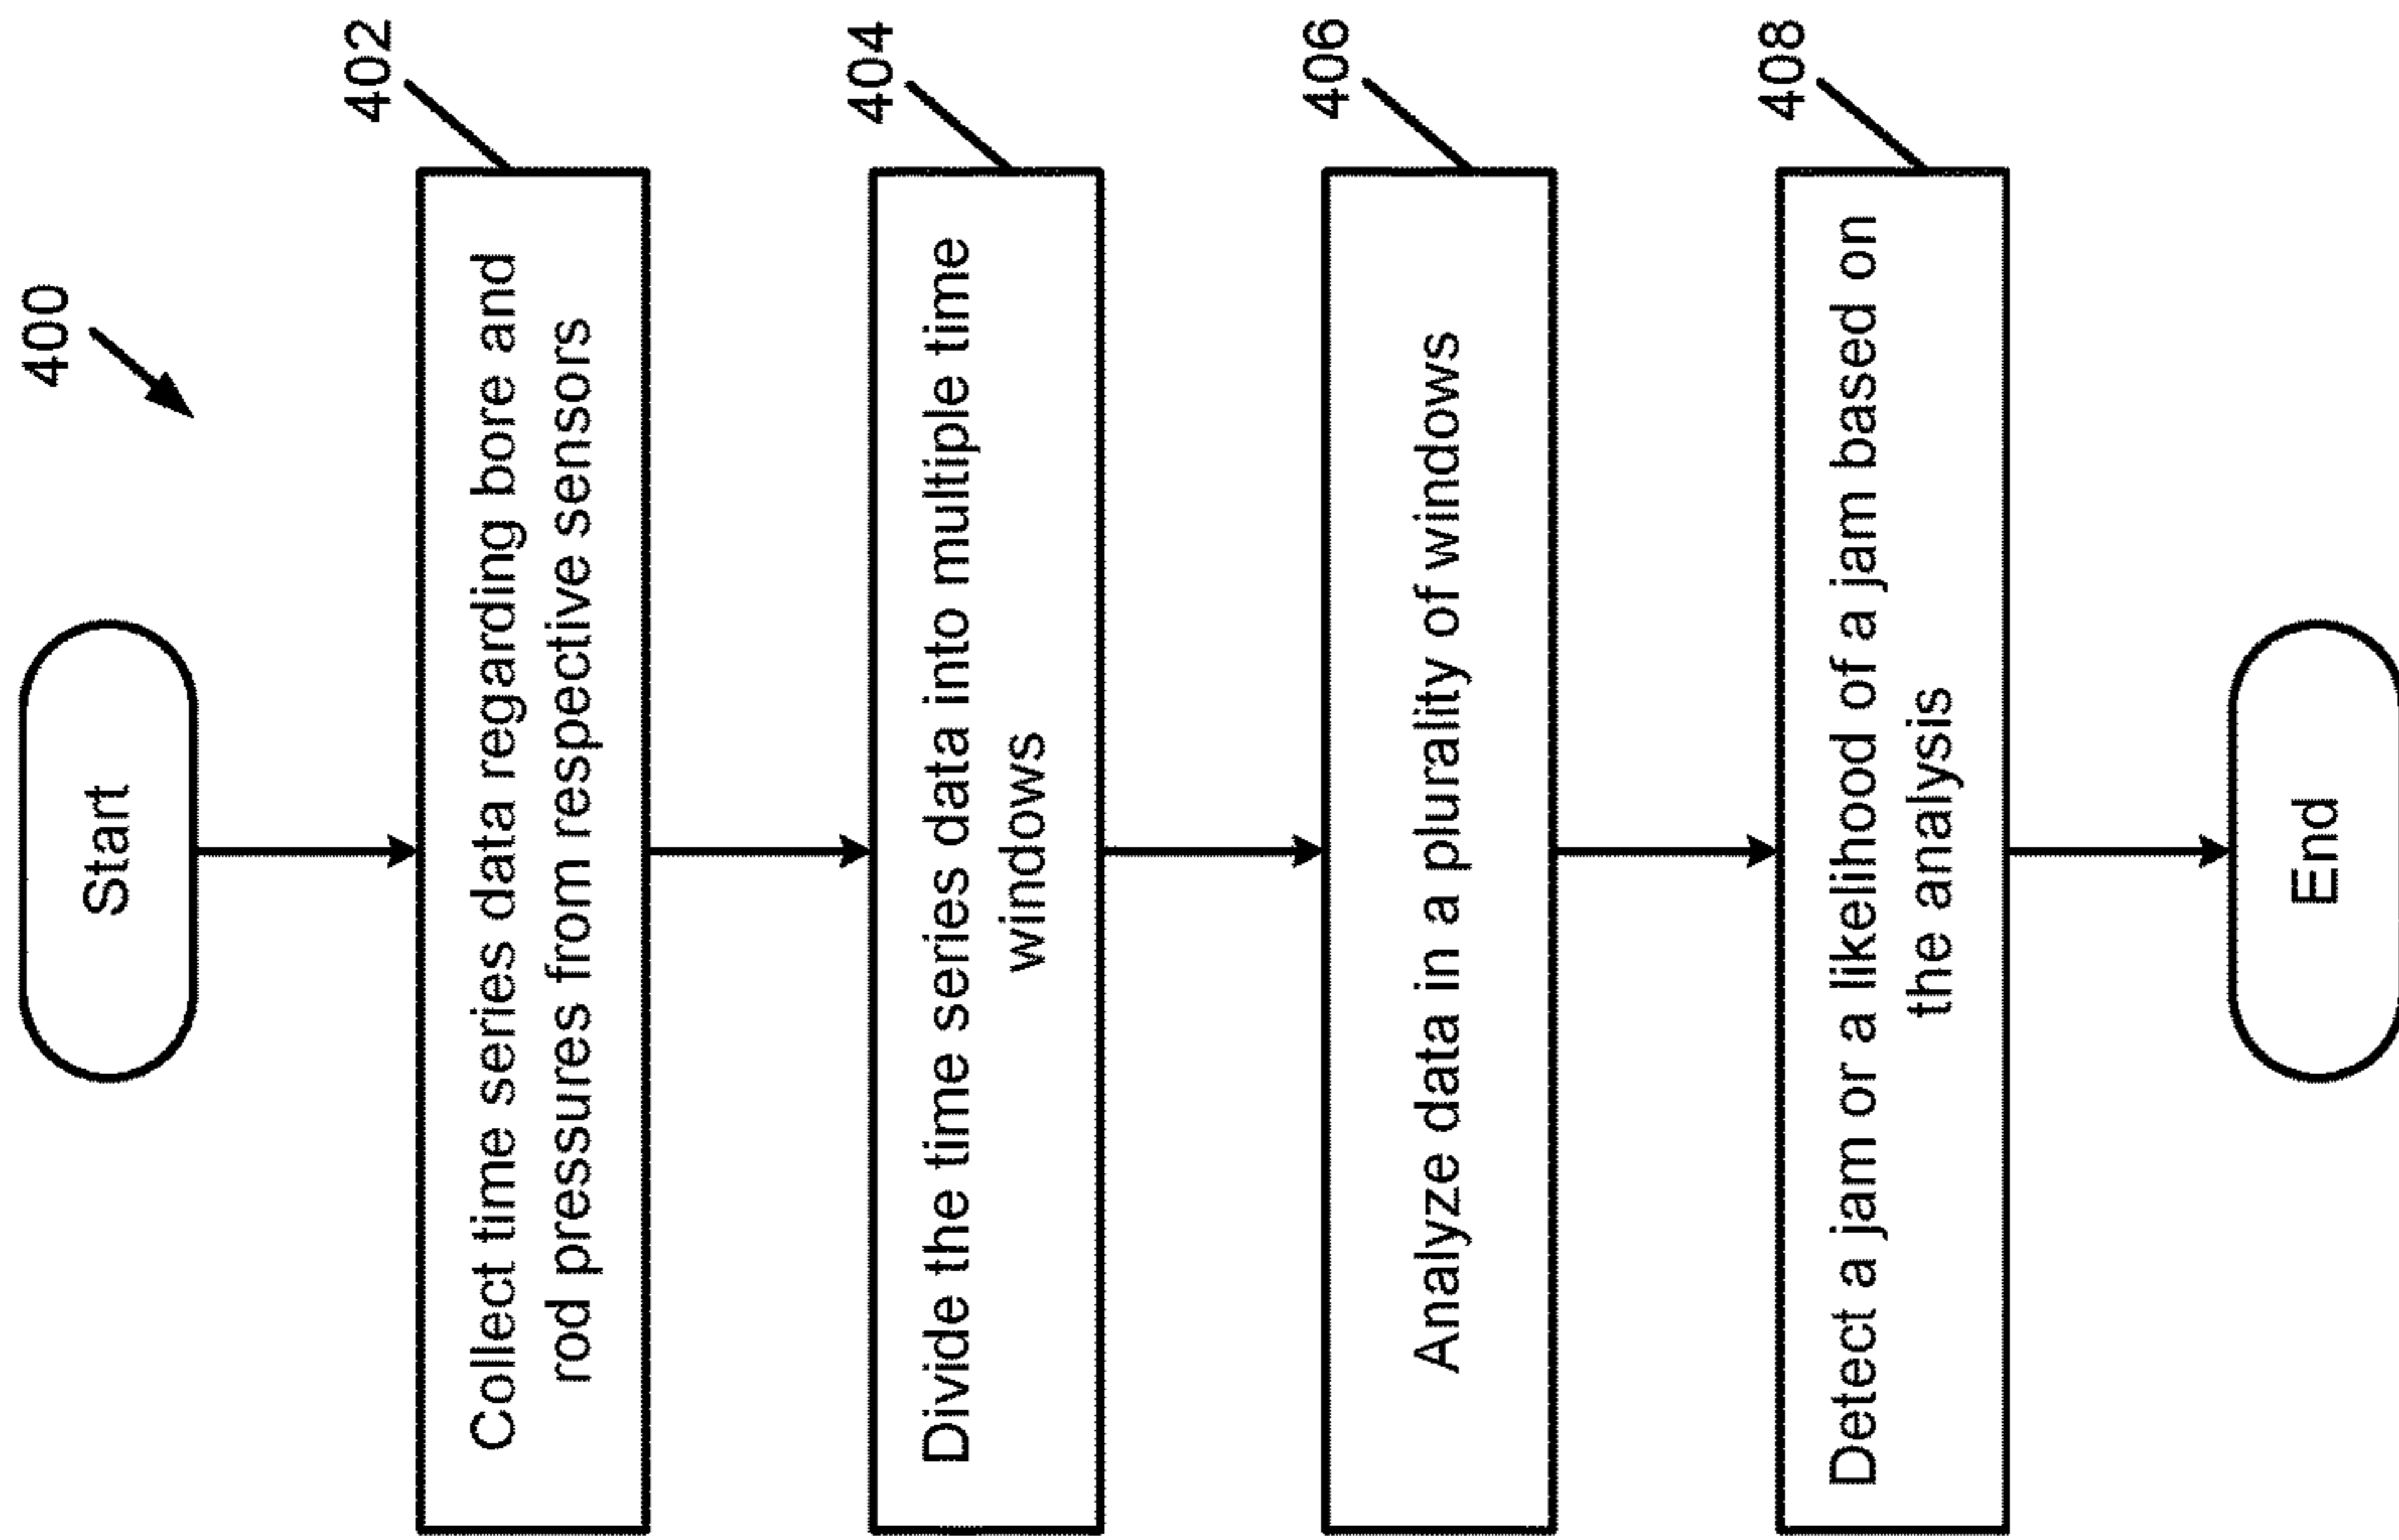 400
Start
402
Collect time series data regarding bore and
rod pressures from respective sensors
404
Divide the time series data into multiple time
windows
406
Analyze data in a plurality of windows
408
Detect a jam or a likelihood of a jam based on
the analysis
End